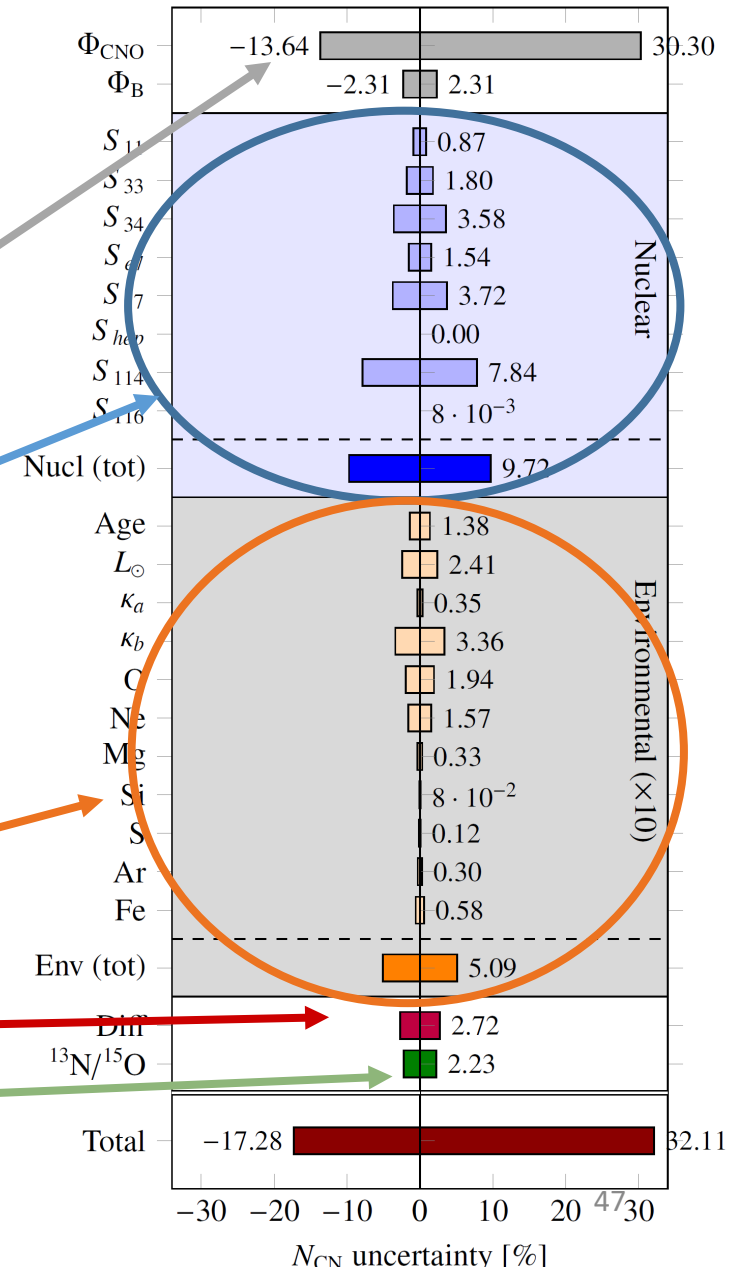 Φ_CNO −13.64 30.30
Φ_B −2.31 2.31
S_11 0.87
S_33 1.80
S_34 3.58
S_e7 1.54
S_17 3.72
S_hep 0.00
S_114 7.84
S_116 8 · 10⁻³
Nucl (tot) 9.72
Nuclear
Age 1.38
L_⊙ 2.41
κ_a 0.35
κ_b 3.36
O 1.94
Ne 1.57
Mg 0.33
Si 8 · 10⁻²
S 0.12
Ar 0.30
Fe 0.58
Env (tot) 5.09
Environmental (×10)
Diff 2.72
¹³N/¹⁵O 2.23
Total −17.28 32.11
−30 −20 −10 0 10 20 30
47
N_CN uncertainty [%]